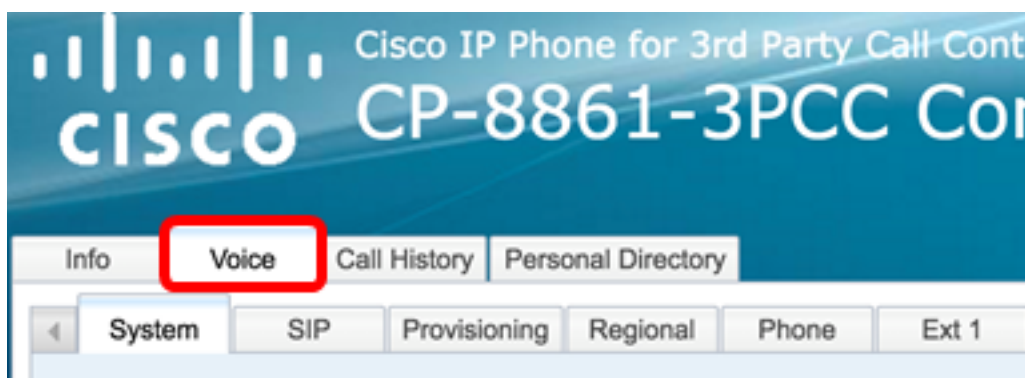 Cisco IP Phone for 3rd Party Call Cont
CISCO
CP-8861-3PCC Cor
Info Voice Call History Personal Directory
System SIP Provisioning Regional Phone Ext 1